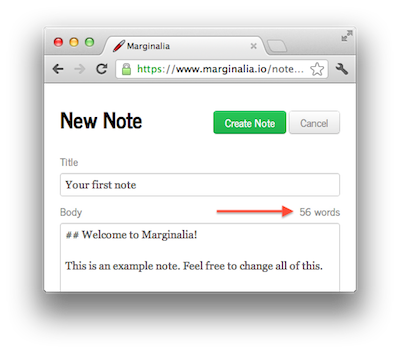 Marginalia
https://www.marginalia.io/note...
New Note
Create Note
Cancel
Title
Your first note
Body
56 words
## Welcome to Marginalia!
This is an example note. Feel free to change all of this.